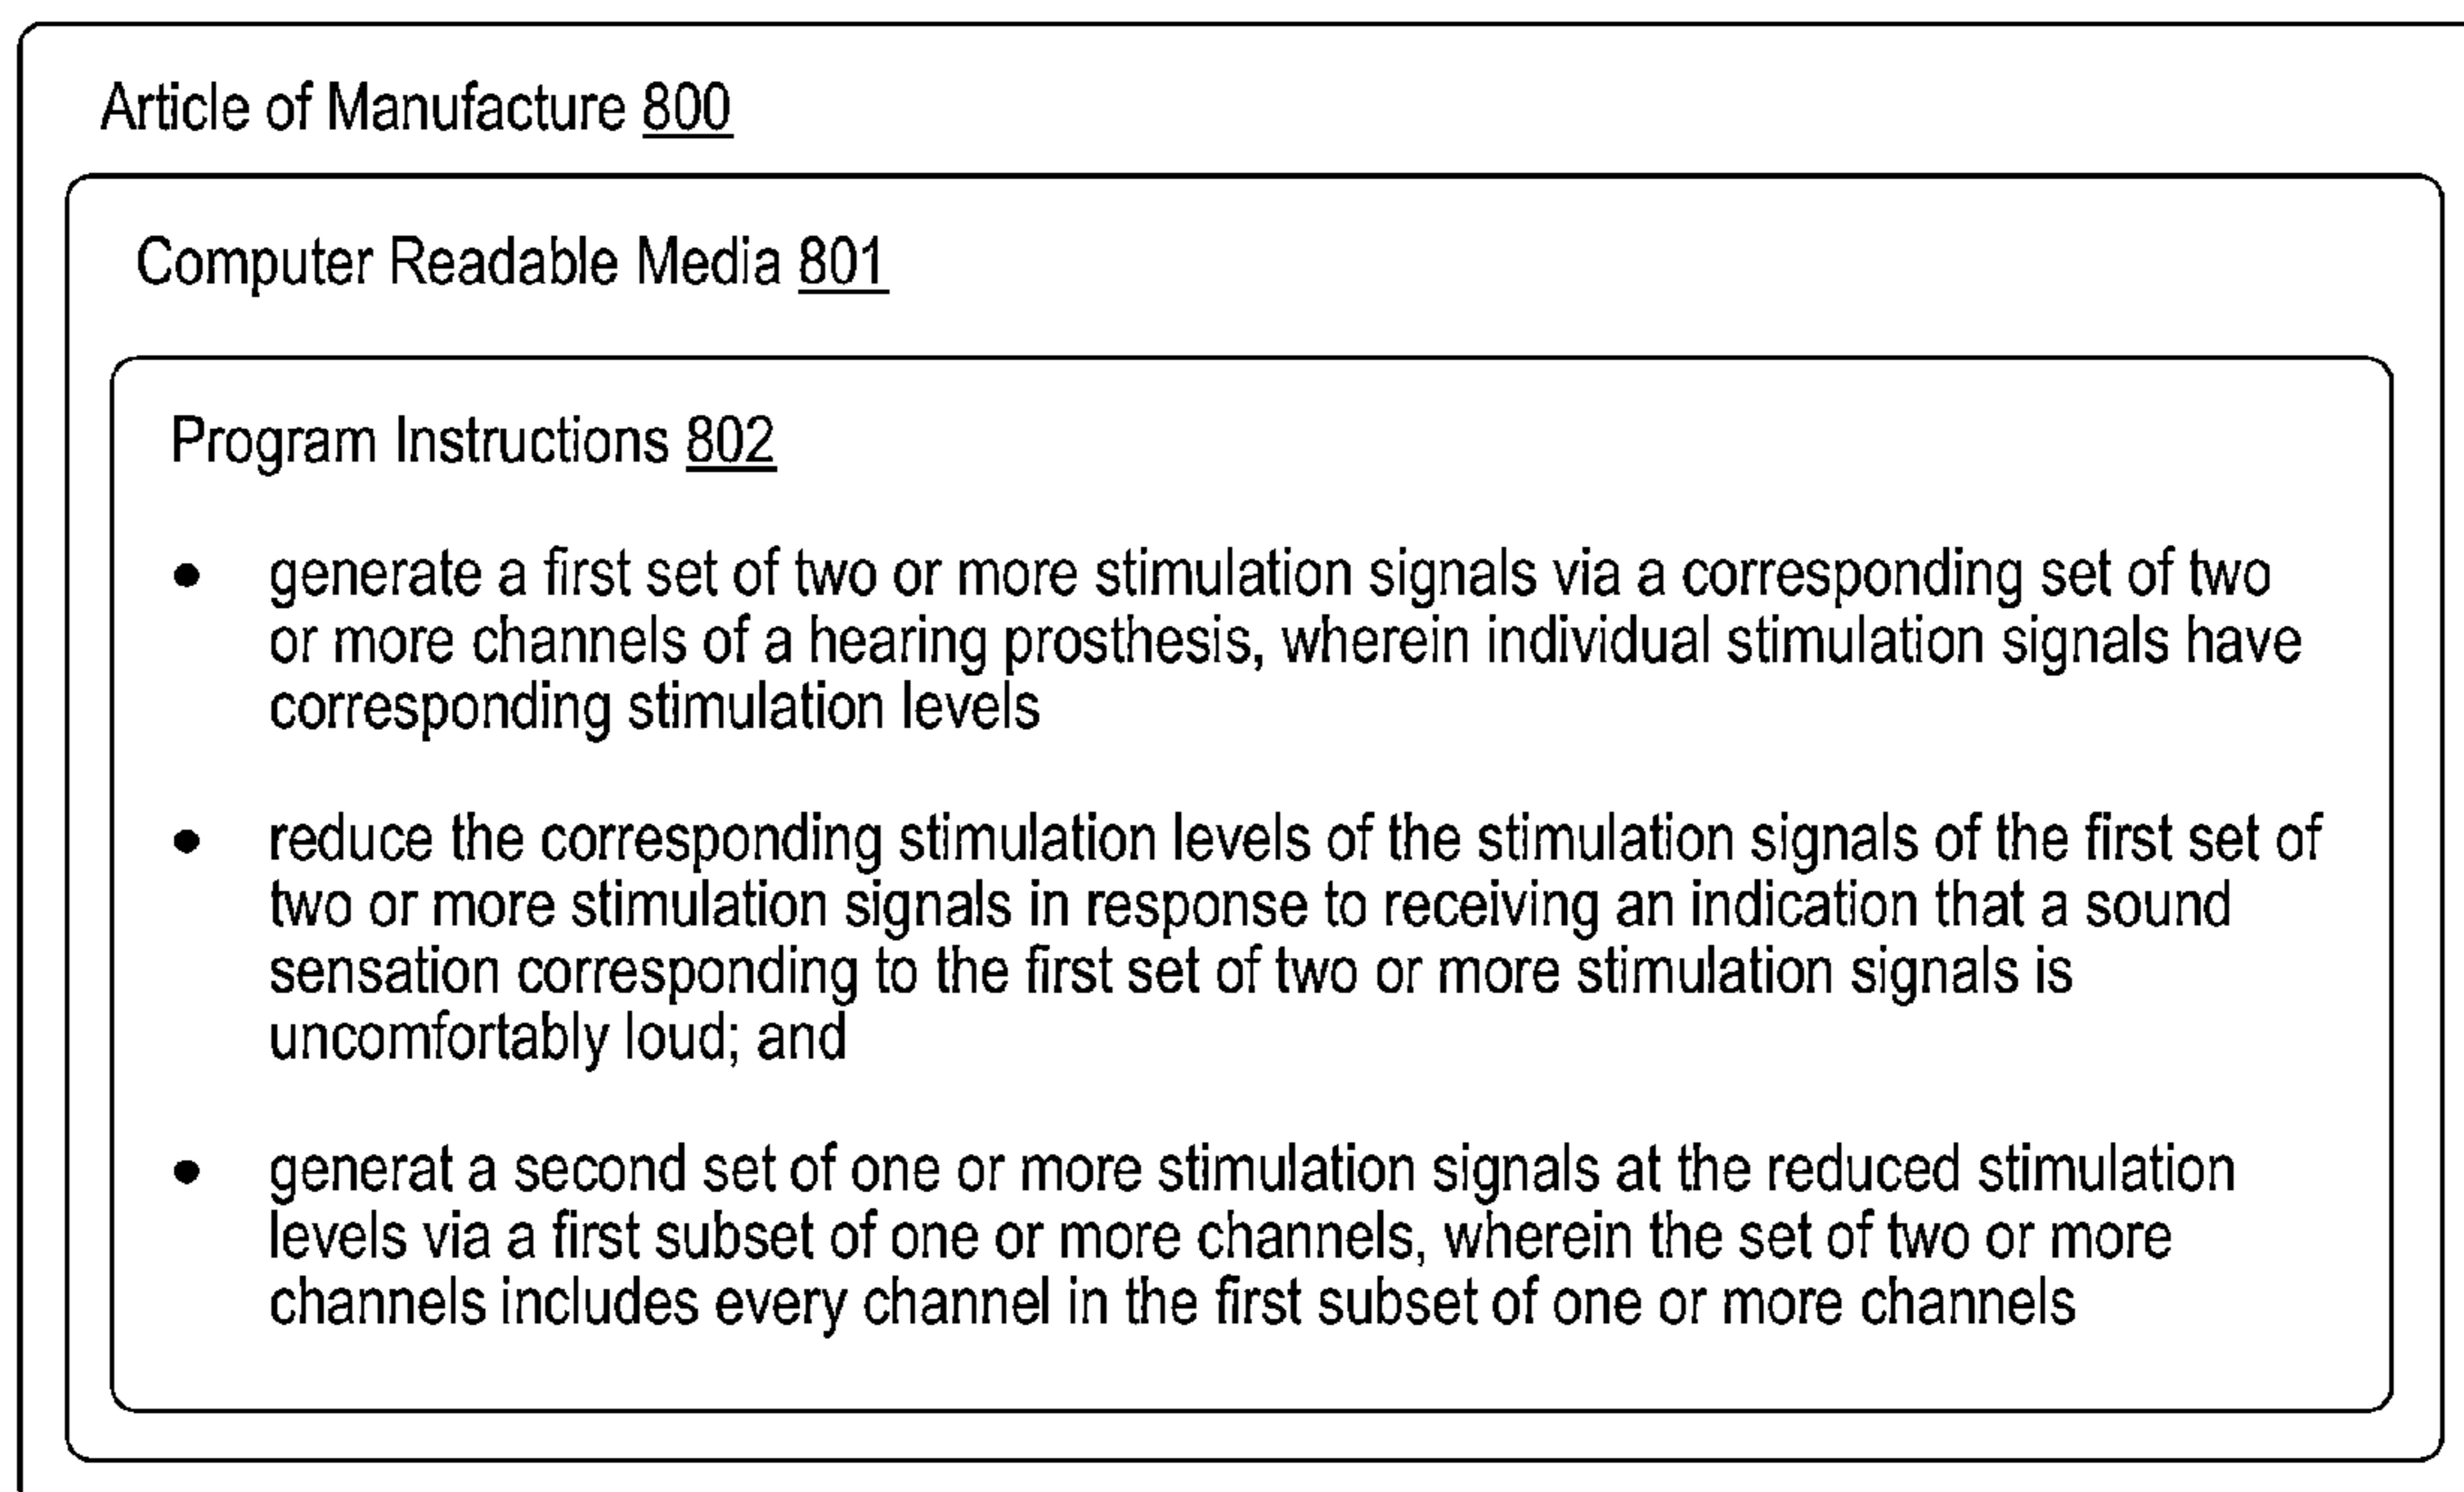 Article of Manufacture 800
Computer Readable Media 801
Program Instructions 802
• generate a first set of two or more stimulation signals via a corresponding set of two
or more channels of a hearing prosthesis, wherein individual stimulation signals have
corresponding stimulation levels
• reduce the corresponding stimulation levels of the stimulation signals of the first set of
two or more stimulation signals in response to receiving an indication that a sound
sensation corresponding to the first set of two or more stimulation signals is
uncomfortably loud; and
• generat a second set of one or more stimulation signals at the reduced stimulation
levels via a first subset of one or more channels, wherein the set of two or more
channels includes every channel in the first subset of one or more channels